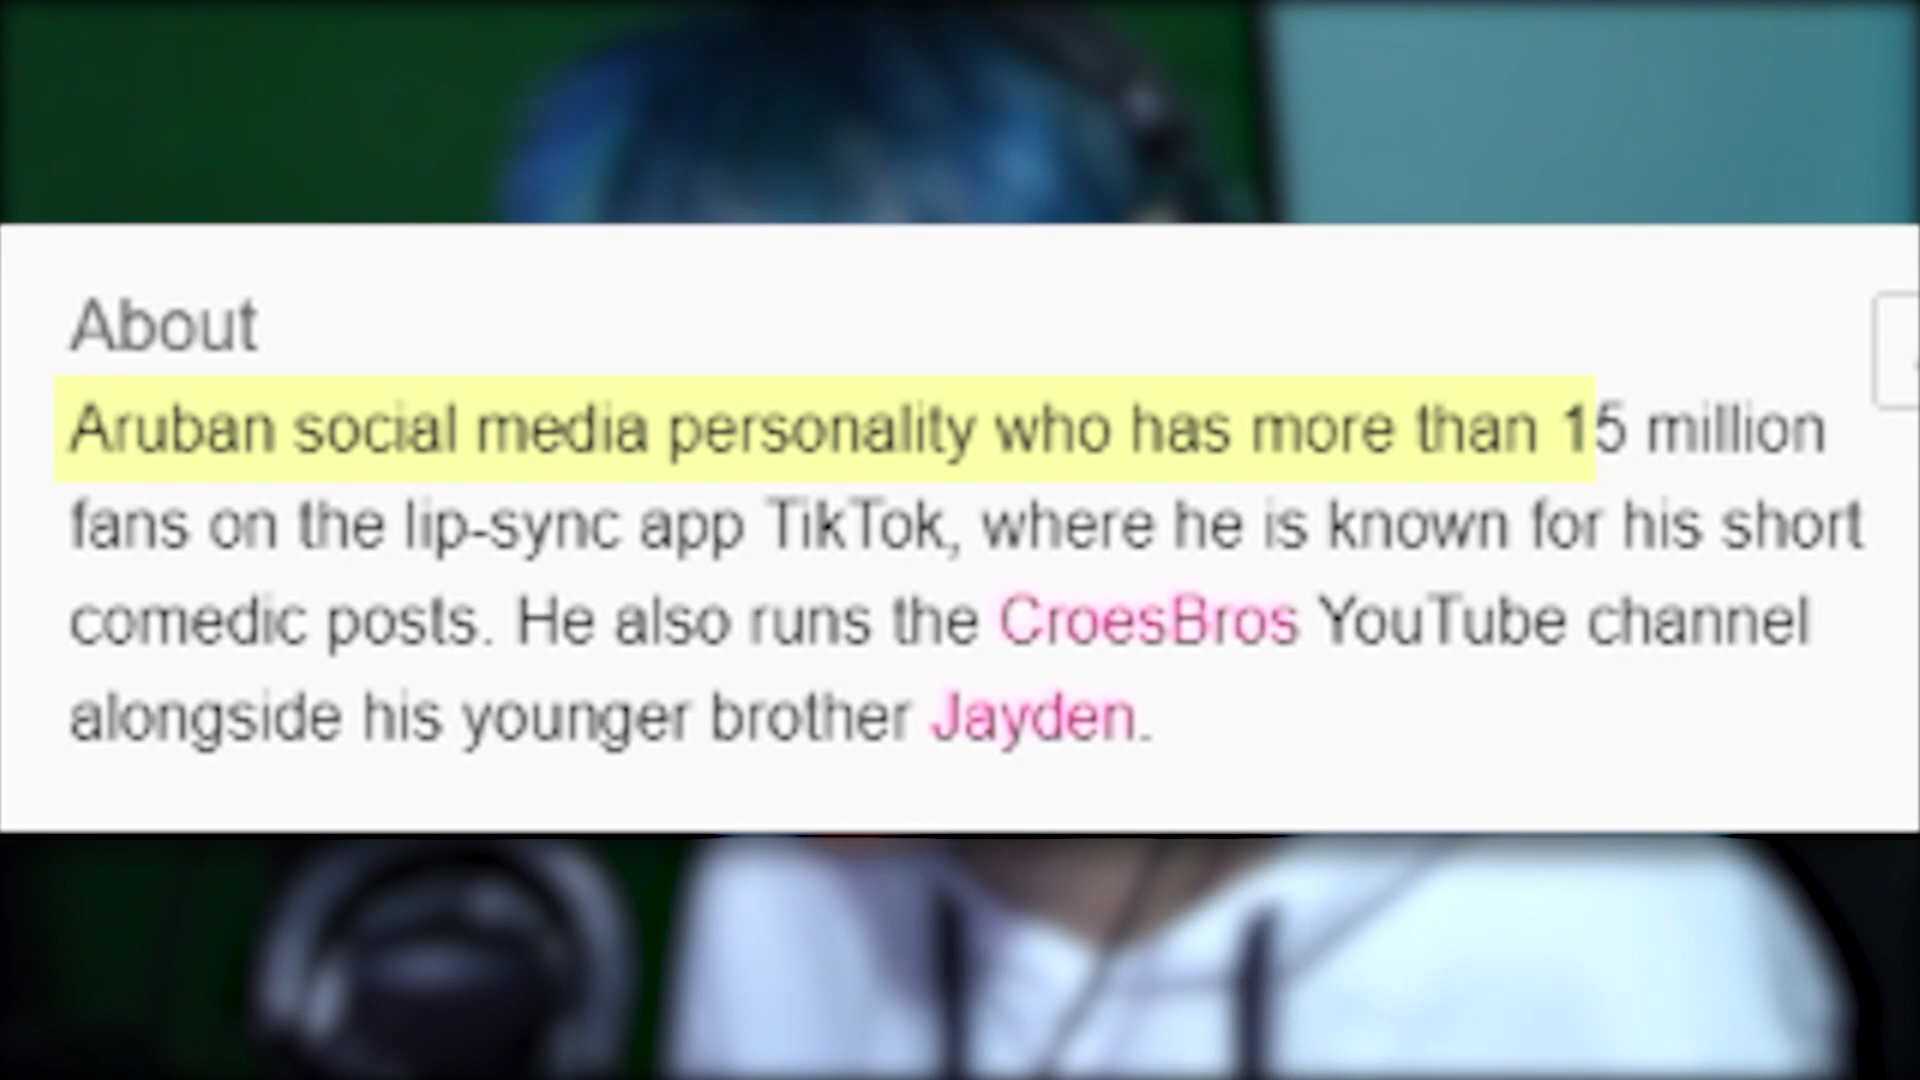 About
Aruban social media personality who has more than 15 million
fans on the lip-sync app TikTok, where he is known for his short
comedic posts. He also runs the CroesBros YouTube channel
alongside his younger brother Jayden.